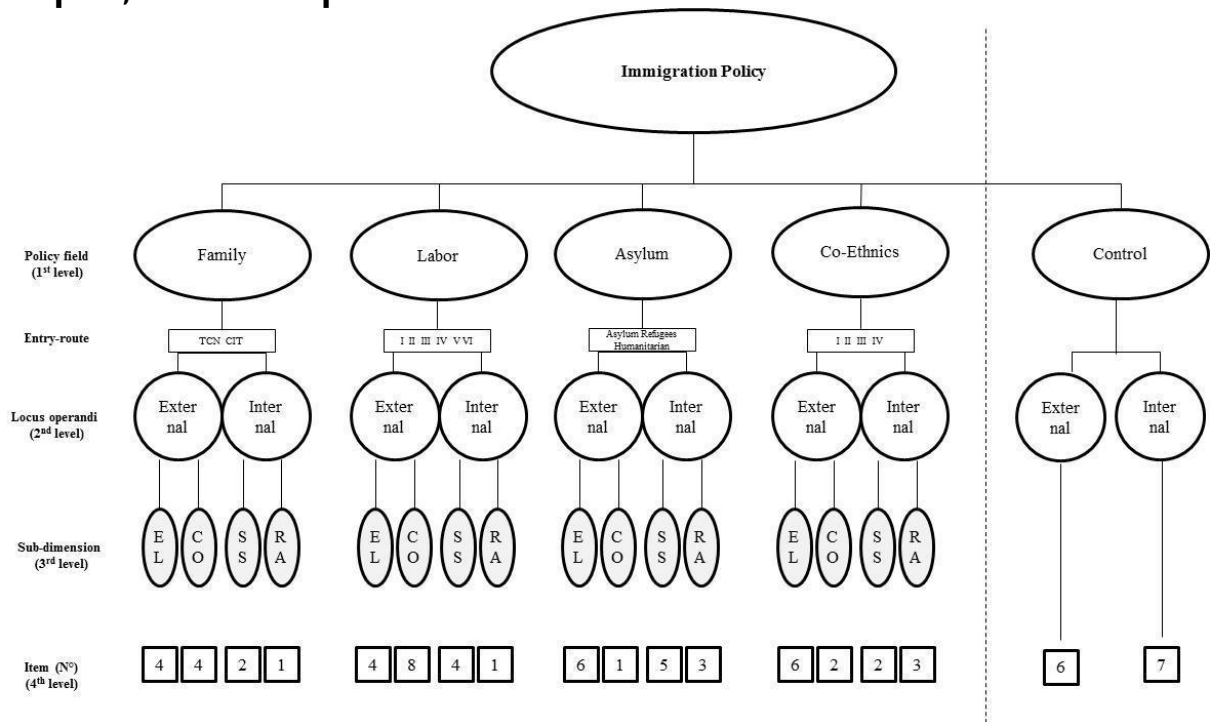 Immigration Policy
Policy field
(1st level)
Family
Labor
Asylum
Co-Ethnics
Control
Entry-route
TCN CIT
I II III IV V VI
Asylum Refugees
Humanitarian
I II III IV
Locus operandi
(2nd level)
Exter
nal
Inter
nal
Exter
nal
Inter
nal
Exter
nal
Inter
nal
Exter
nal
Inter
nal
Exter
nal
Inter
nal
Sub-dimension
(3rd level)
E
L
C
O
S
S
R
A
E
L
C
O
S
S
R
A
E
L
C
O
S
S
R
A
E
L
C
O
S
S
R
A
Item (N°)
(4th level)
4 4 2 1 4 8 4 1 6 1 5 3 6 2 2 3 6 7